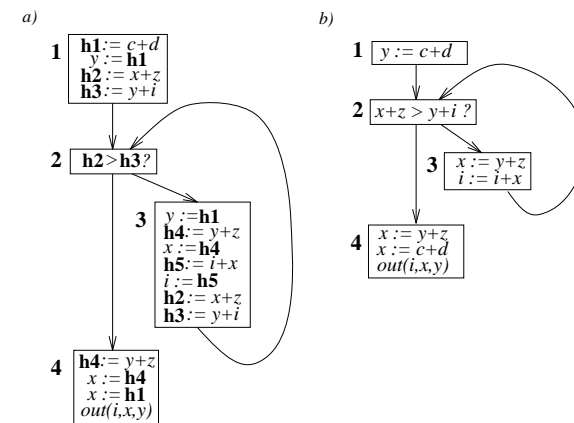 a)
1
h1:= c+d
y := h1
h2:= x+z
h3:= y+i
2
h2>h3?
3
y :=h1
h4:= y+z
x := h4
h5:= i+x
i := h5
h2:= x+z
h3:= y+i
4
h4:= y+z
x := h4
x := h1
out(i,x,y)
b)
1
y := c+d
2
x+z > y+i ?
3
x := y+z
i := i+x
4
x := y+z
x := c+d
out(i,x,y)